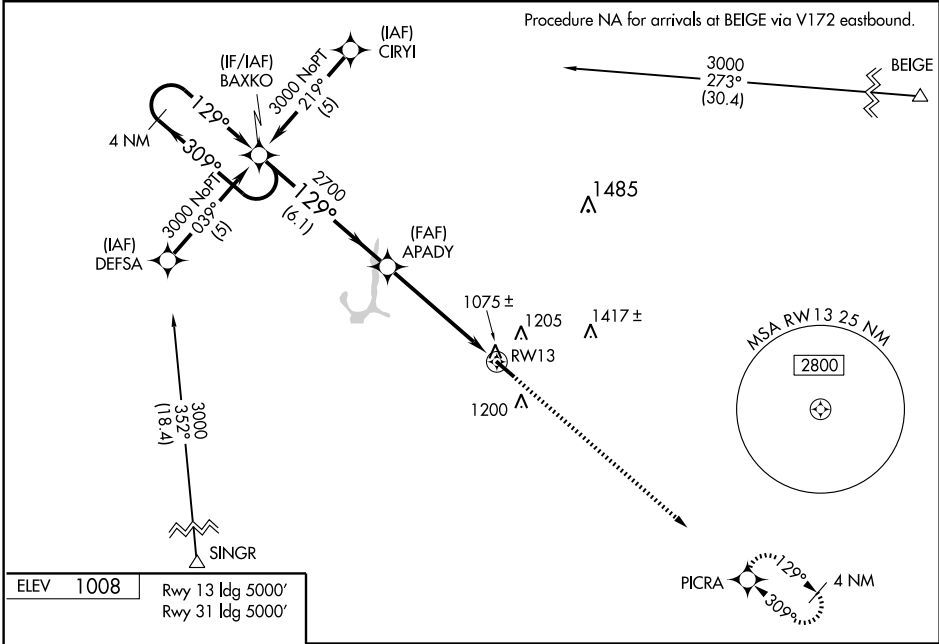 Procedure NA for arrivals at BEIGE via V172 eastbound.
(IAF)
CIRYI
(IF/IAF)
BAXKO
3000 NoPT
219°
(5)
3000
273°
(30.4)
BEIGE
129°
4 NM
309°
2700
129°
(6.1)
3000 NoPT
039°
(5)
(IAF)
DEFSA
(FAF)
APADY
1485
1075 ±
1205
1417 ±
RW13
1200
MSA RW13 25 NM
2800
3000
352°
(18.4)
SINGR
PICRA
129°
4 NM
309°
ELEV 1008
Rwy 13 ldg 5000'
Rwy 31 ldg 5000'